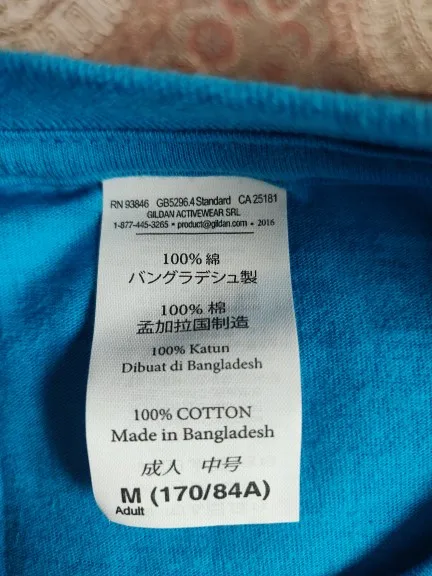 RN 93846 GB5296.4 Standard CA 25181
GILDAN ACTIVEWEAR SRL
1-877-445-3265 • product@gildan.com • 2016
100% 綿
バングラデシュ製
100% 棉
孟加拉国制造
100% Katun
Dibuat di Bangladesh
100% COTTON
Made in Bangladesh
成人 中号
M (170/84A)
Adult